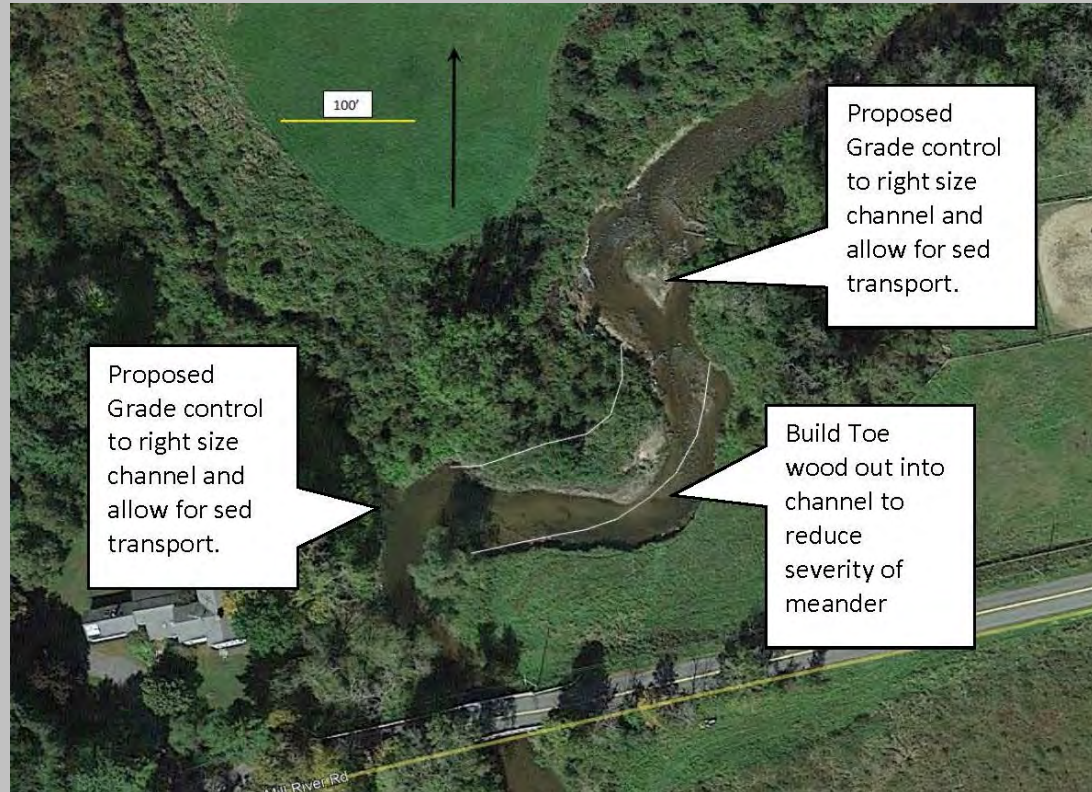 100'
Proposed
Grade control
to right size
channel and
allow for sed
transport.
Proposed
Grade control
to right size
channel and
allow for sed
transport.
Build Toe
wood out into
channel to
reduce
severity of
meander
Mill River Rd